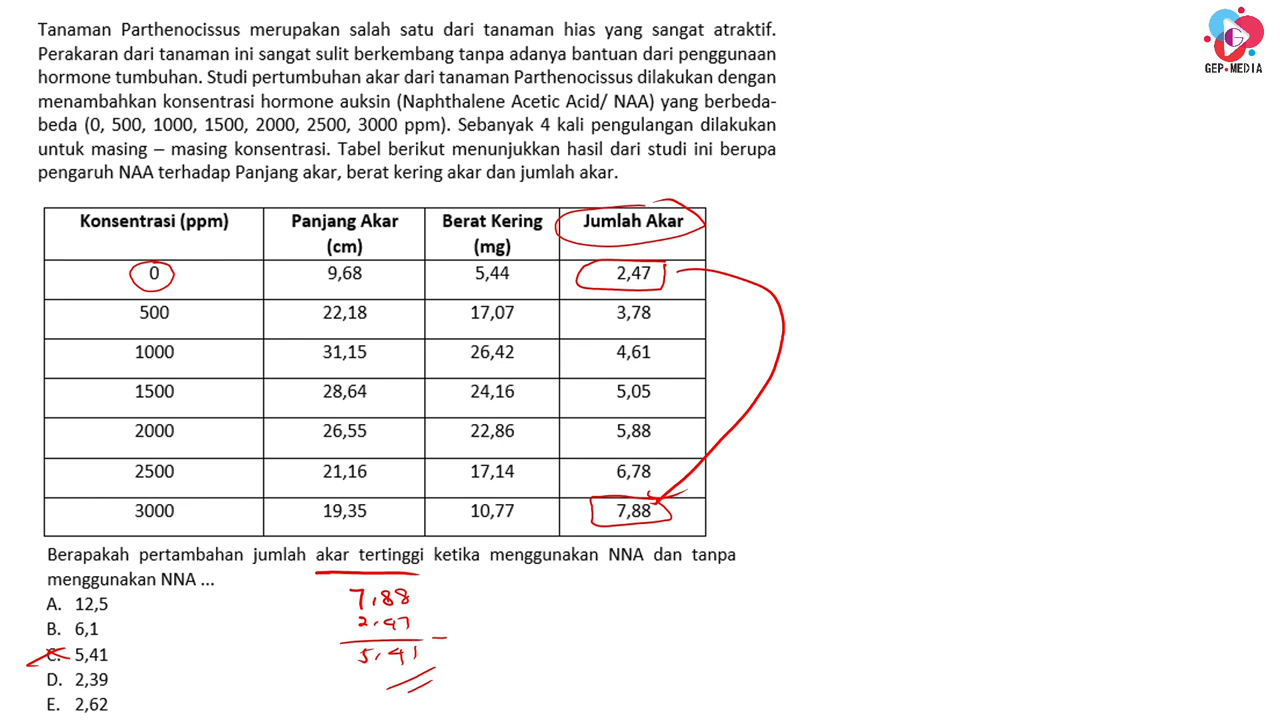 Tanaman Parthenocissus merupakan salah satu dari tanaman hias yang sangat atraktif.
Perakaran dari tanaman ini sangat sulit berkembang tanpa adanya bantuan dari penggunaan
hormone tumbuhan. Studi pertumbuhan akar dari tanaman Parthenocissus dilakukan dengan
menambahkan konsentrasi hormone auksin (Naphthalene Acetic Acid/ NAA) yang berbeda-
beda (0, 500, 1000, 1500, 2000, 2500, 3000 ppm). Sebanyak 4 kali pengulangan dilakukan
untuk masing – masing konsentrasi. Tabel berikut menunjukkan hasil dari studi ini berupa
pengaruh NAA terhadap Panjang akar, berat kering akar dan jumlah akar.
GEP•MEDIA
Konsentrasi (ppm) Panjang Akar (cm) Berat Kering (mg) Jumlah Akar
0 9,68 5,44 2,47
500 22,18 17,07 3,78
1000 31,15 26,42 4,61
1500 28,64 24,16 5,05
2000 26,55 22,86 5,88
2500 21,16 17,14 6,78
3000 19,35 10,77 7,88
Berapakah pertambahan jumlah akar tertinggi ketika menggunakan NNA dan tanpa
menggunakan NNA ...
A. 12,5
B. 6,1
C. 5,41
D. 2,39
E. 2,62
7,88
2,47
5,41